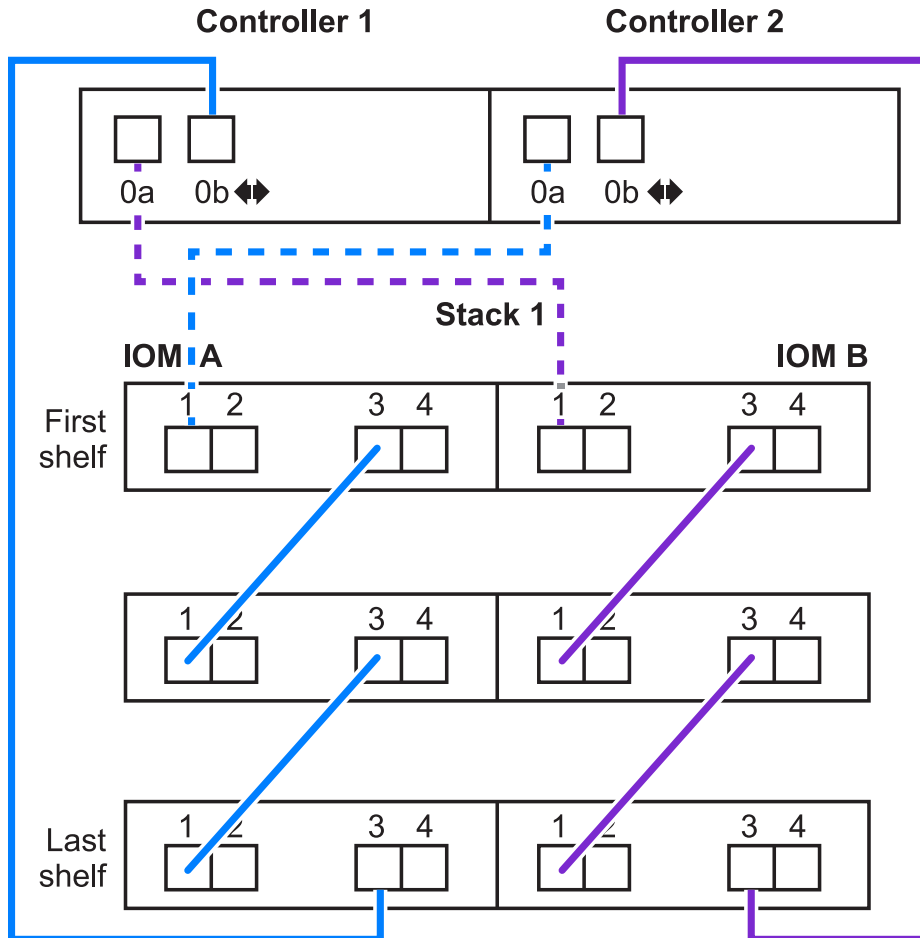 Controller 1 Controller 2
0a 0b 0a 0b
Stack 1
IOM A IOM B
First shelf
1 2 3 4 1 2 3 4
1 2 3 4 1 2 3 4
Last shelf
1 2 3 4 1 2 3 4